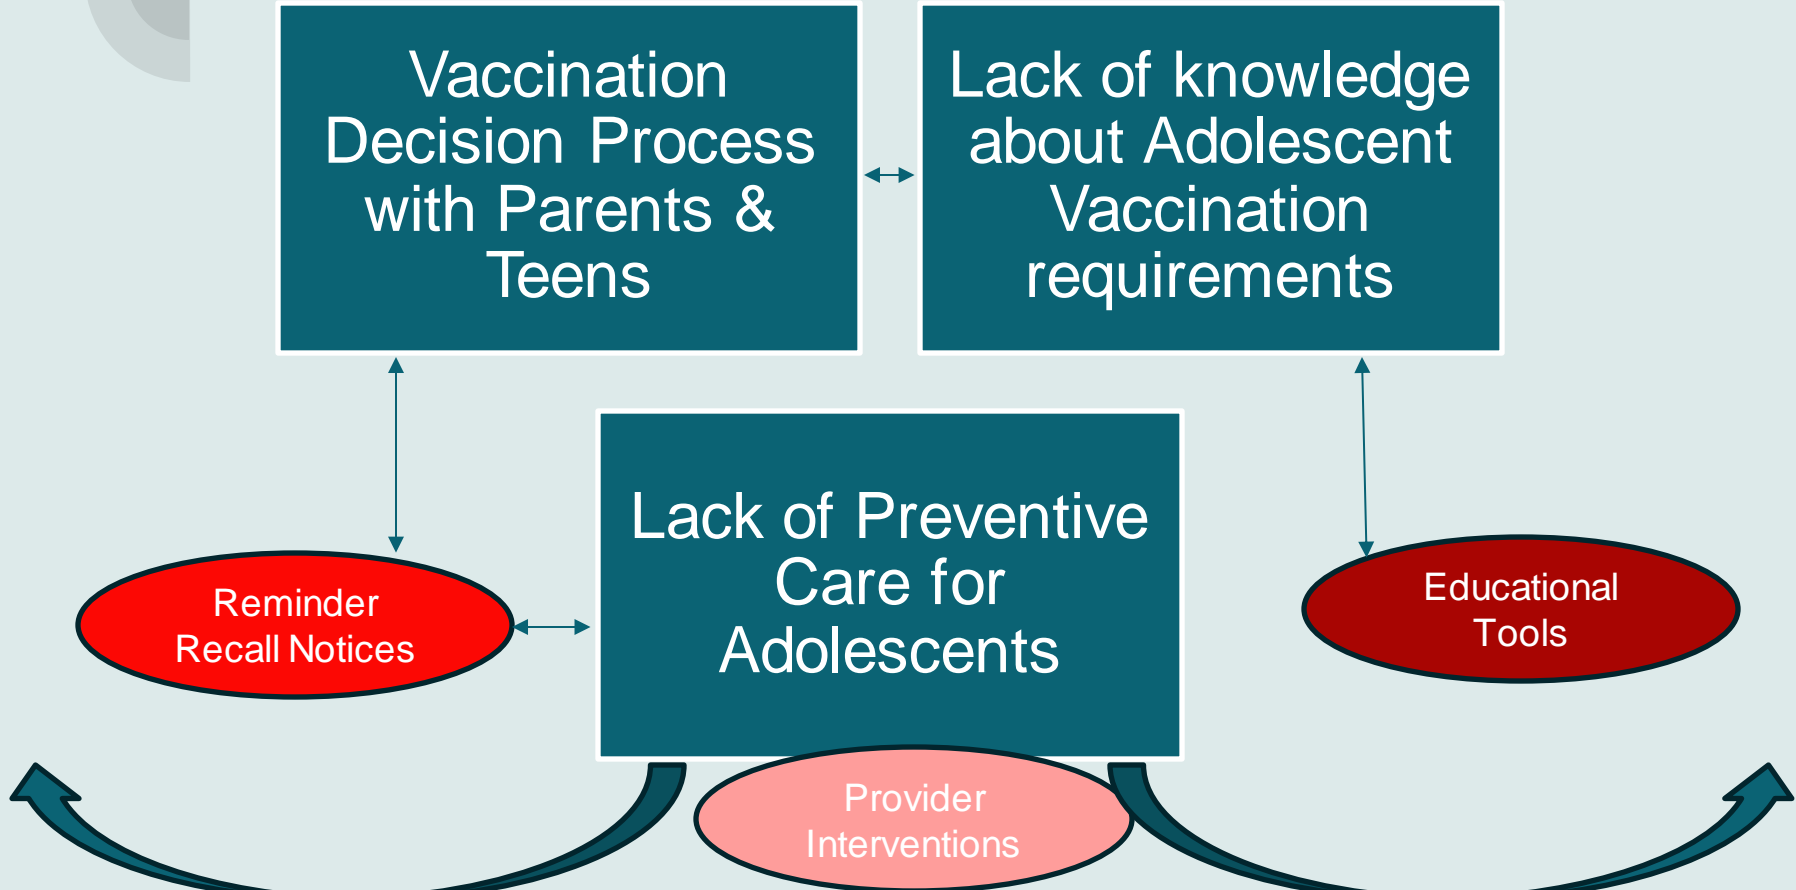 Vaccination
Decision Process
with Parents &
Teens
Lack of knowledge
about Adolescent
Vaccination
requirements
Lack of Preventive
Care for
Adolescents
Reminder
Recall Notices
Educational
Tools
Provider
Interventions